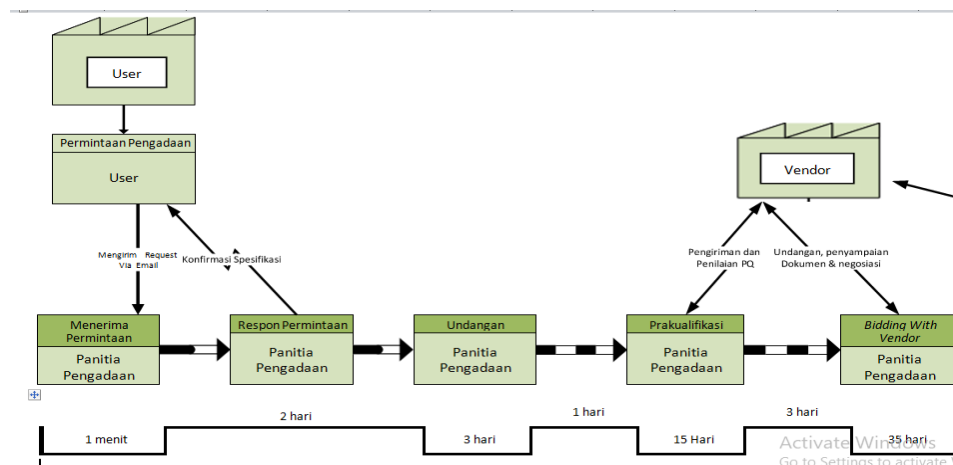 User
Permintaan Pengadaan
User
Vendor
Mengirim Request
Via Email
Konfirmasi Spesifikasi
Pengiriman dan
Penilaian PQ
Undangan, penyampaian
Dokumen & negosiasi
Menerima
Permintaan
Panitia
Pengadaan
Respon Permintaan
Panitia
Pengadaan
Undangan
Panitia
Pengadaan
Prakualifikasi
Panitia
Pengadaan
Bidding With
Vendor
Panitia
Pengadaan
1 menit
2 hari
3 hari
1 hari
15 Hari
3 hari
35 hari
Activate Windows
Go to Settings to activate